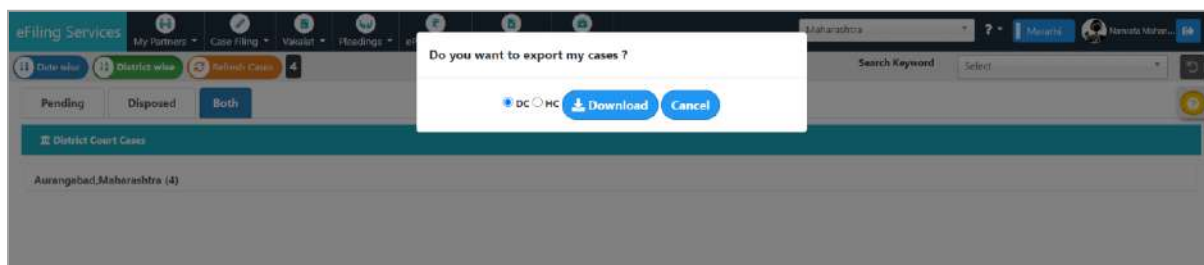 eFiling Services
My Partners
Case Filing
Vakalat
Pleadings
Maharashtra
?
Marathi
Do you want to export my cases ?
DC HC Download Cancel
Date wise
District wise
Refresh Cases
4
Search Keyword
Select
Pending
Disposed
Both
District Court Cases
Aurangabad,Maharashtra (4)